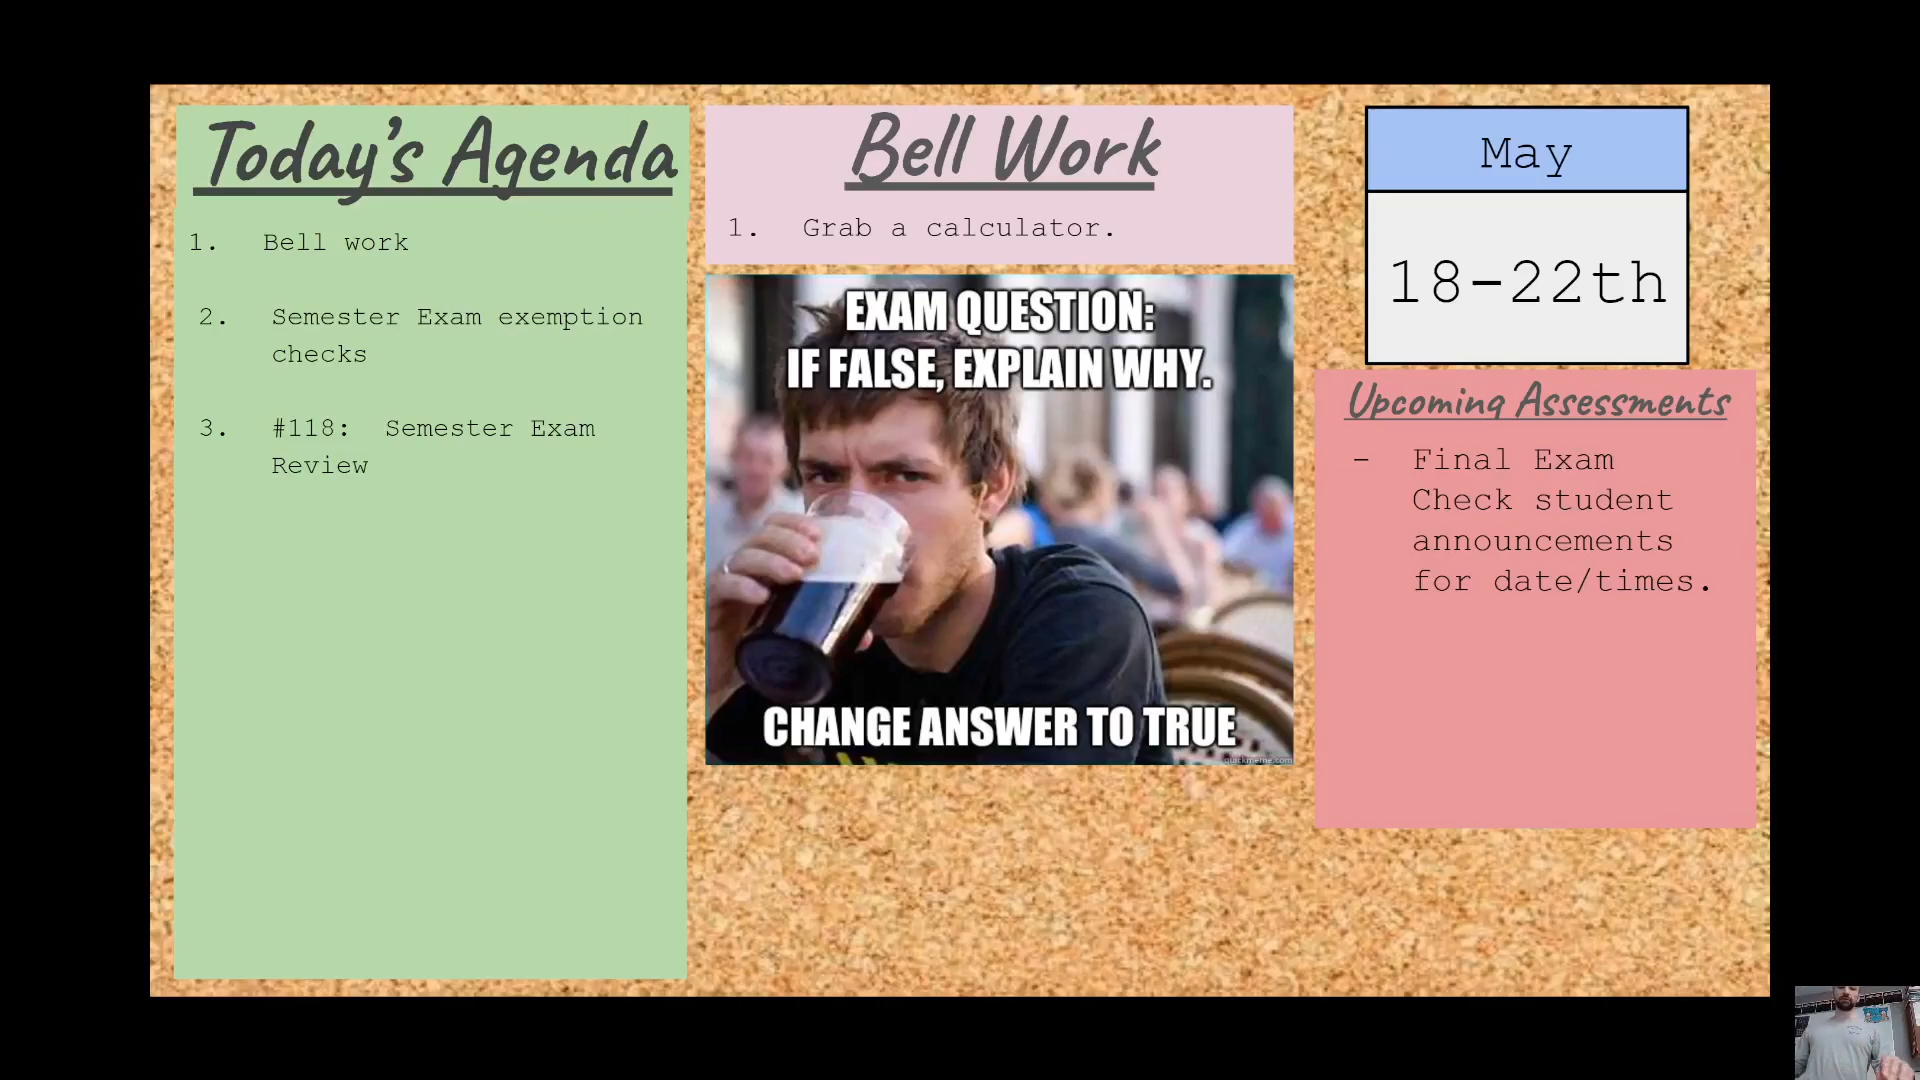 Today's Agenda
1. Bell work
2. Semester Exam exemption
checks
3. #118: Semester Exam
Review
Bell Work
1. Grab a calculator.
EXAM QUESTION:
IF FALSE, EXPLAIN WHY.
CHANGE ANSWER TO TRUE
quickmeme.com
May
18-22th
Upcoming Assessments
- Final Exam
Check student
announcements
for date/times.